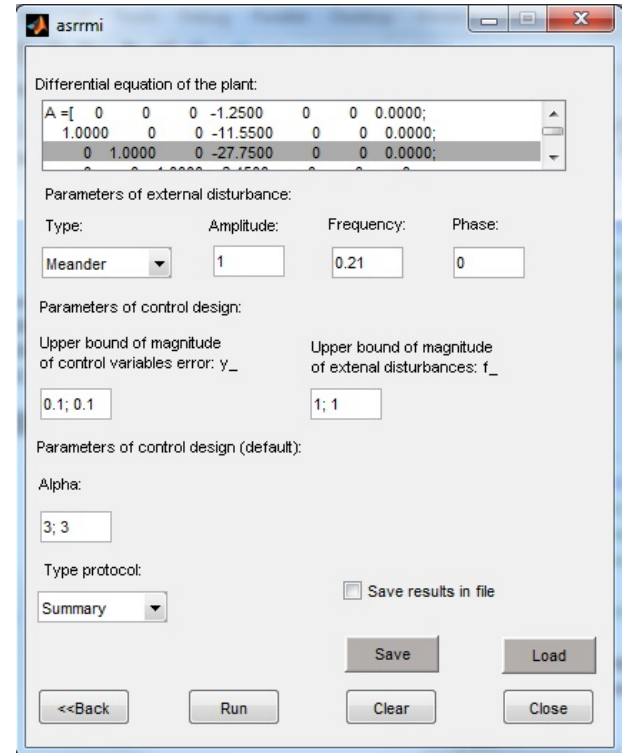 asrrmi
Differential equation of the plant:
A =[ 0 0 0 -1.2500 0 0 0.0000;
1.0000 0 0 -11.5500 0 0 0.0000;
0 1.0000 0 -27.7500 0 0 0.0000;
Parameters of external disturbance:
Type: Amplitude: Frequency: Phase:
Meander 1 0.21 0
Parameters of control design:
Upper bound of magnitude
of control variables error: y_
Upper bound of magnitude
of extenal disturbances: f_
0.1; 0.1 1; 1
Parameters of control design (default):
Alpha:
3; 3
Type protocol:
Summary
Save results in file
Save Load
<<Back Run Clear Close